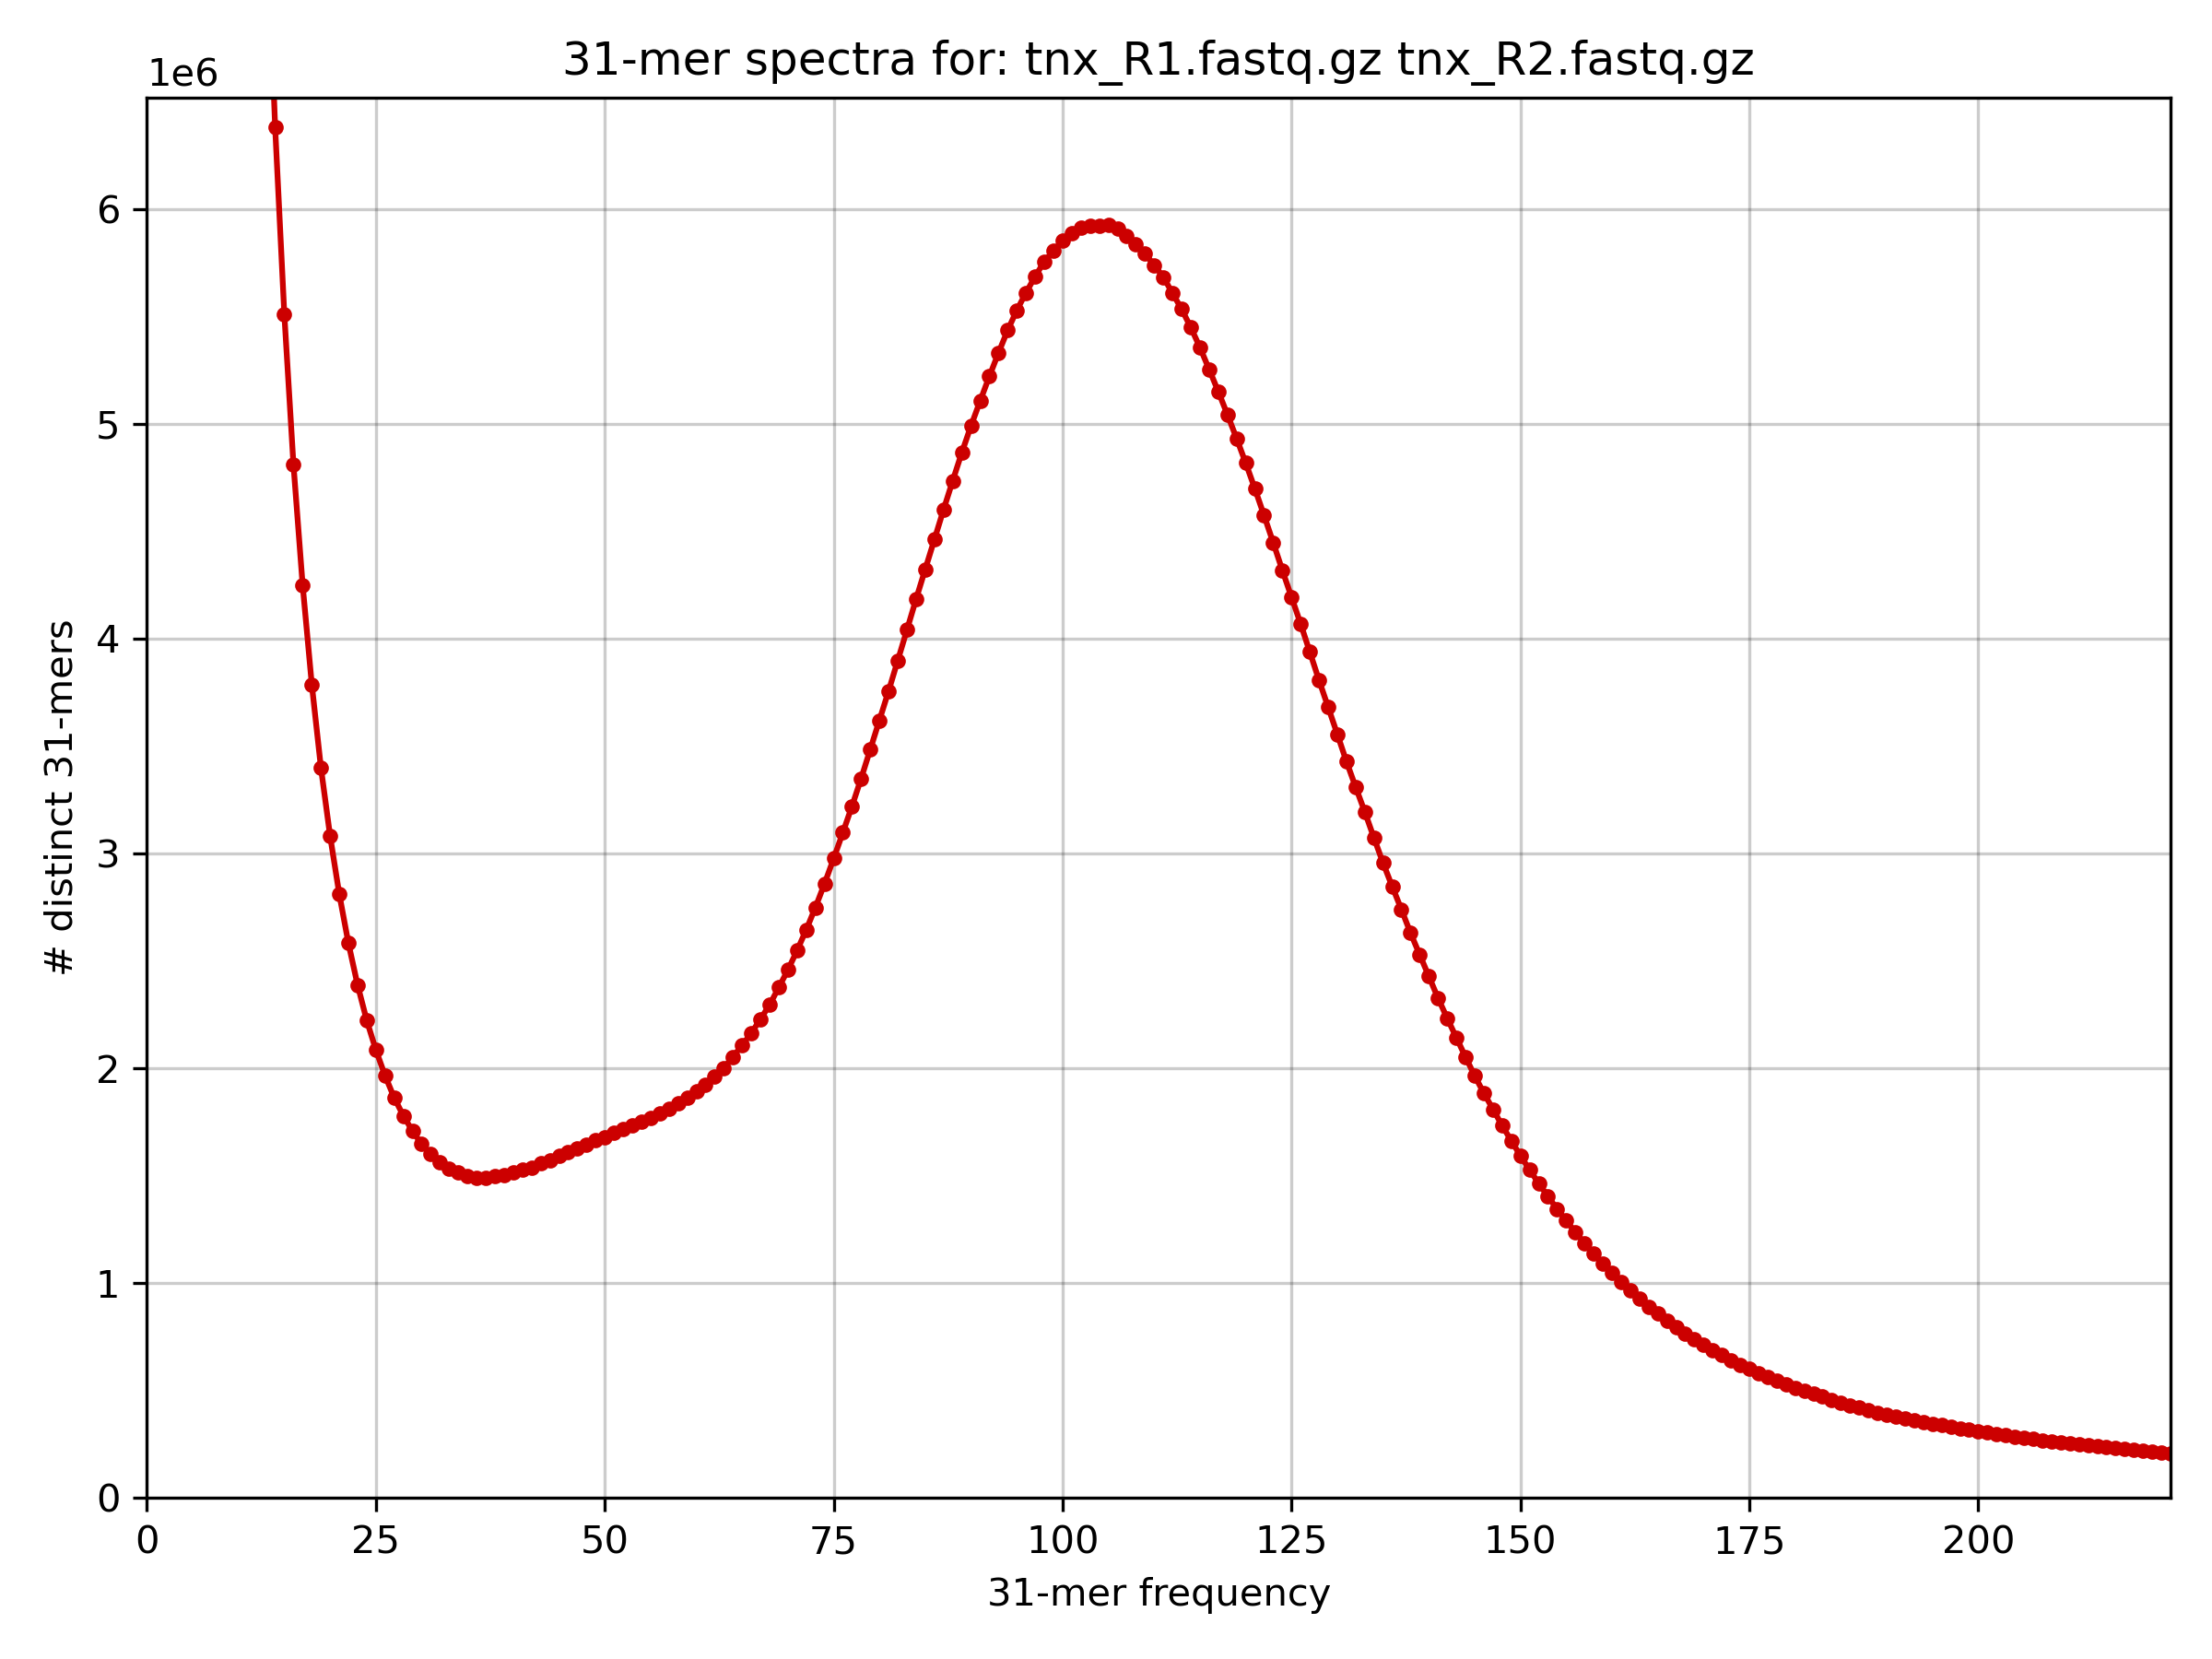 31-mer spectra for: tnx_R1.fastq.gz tnx_R2.fastq.gz
1e6
6
5
4
3
2
1
0
# distinct 31-mers
0 25 50 75 100 125 150 175 200
31-mer frequency